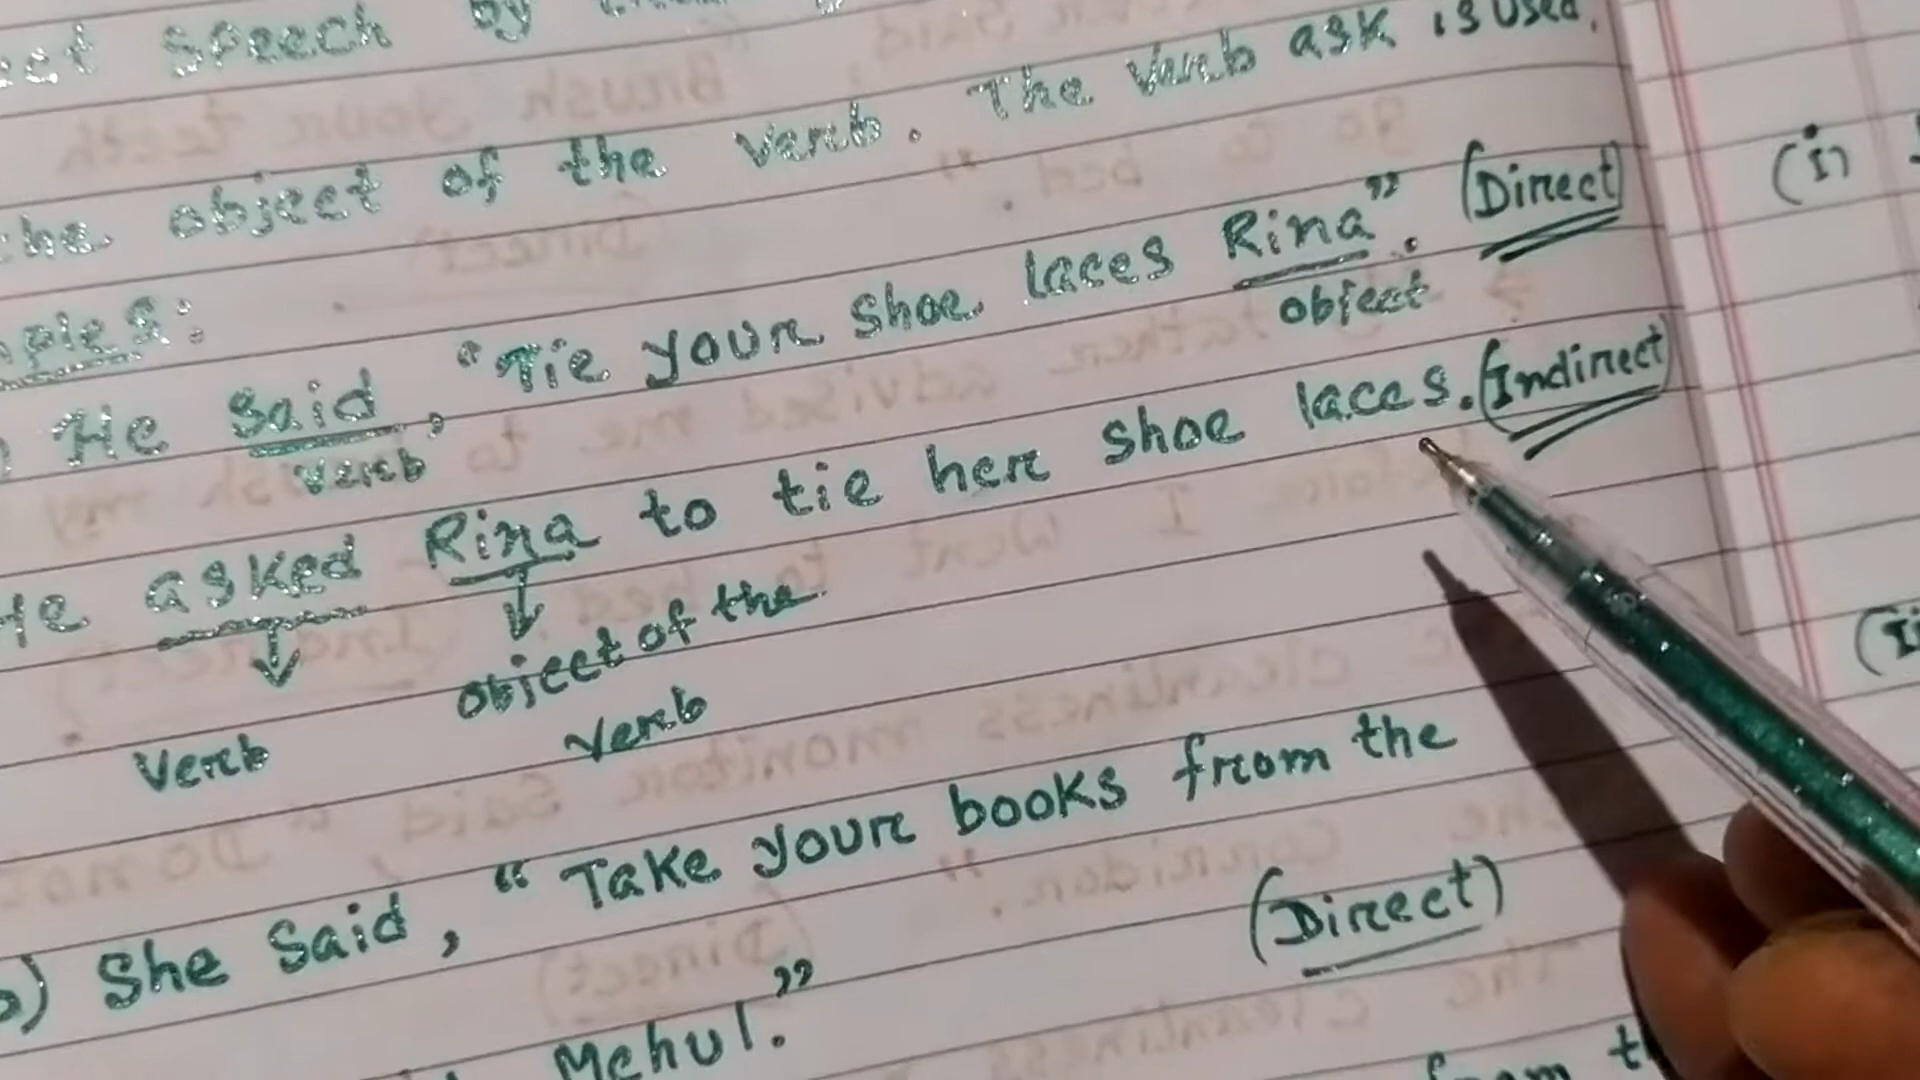 speech by
the object of the verb. The verb ask is used.
He said, "Tie your shoe laces Rina". (Direct)
verb object
He asked Rina to tie her shoe laces. (Indirect)
Verb object of the
verb
She said, "Take your books from the
Mehul." (Direct)
from